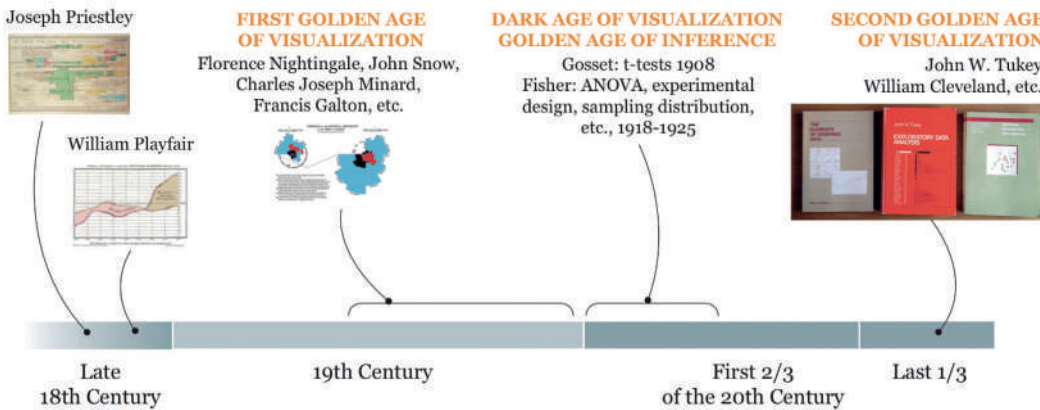 Joseph Priestley
William Playfair
FIRST GOLDEN AGE
OF VISUALIZATION
Florence Nightingale, John Snow,
Charles Joseph Minard,
Francis Galton, etc.
DARK AGE OF VISUALIZATION
GOLDEN AGE OF INFERENCE
Gosset: t-tests 1908
Fisher: ANOVA, experimental
design, sampling distribution,
etc., 1918-1925
SECOND GOLDEN AGE
OF VISUALIZATION
John W. Tukey
William Cleveland, etc.
EXPLORATORY DATA
ANALYSIS
Late
18th Century
19th Century
First 2/3
of the 20th Century
Last 1/3